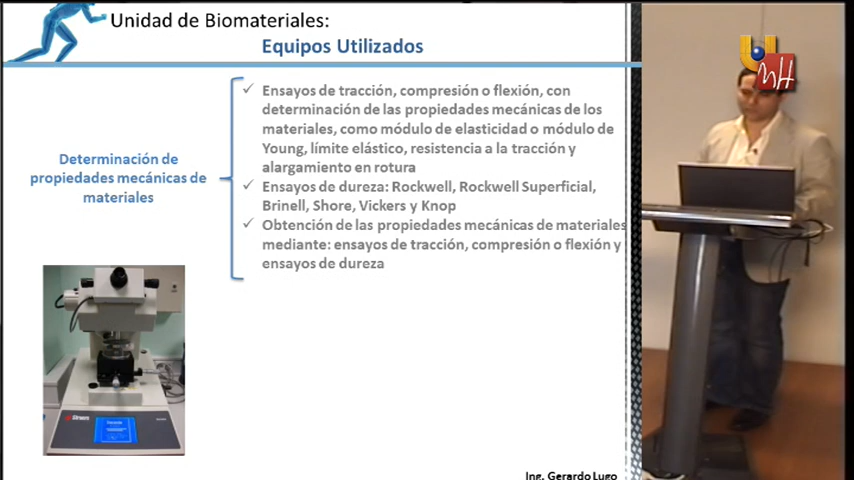 Unidad de Biomateriales:
Equipos Utilizados
Determinación de
propiedades mecánicas de
materiales
✓ Ensayos de tracción, compresión o flexión, con
determinación de las propiedades mecánicas de los
materiales, como módulo de elasticidad o módulo de
Young, límite elástico, resistencia a la tracción y
alargamiento en rotura
✓ Ensayos de dureza: Rockwell, Rockwell Superficial,
Brinell, Shore, Vickers y Knop
✓ Obtención de las propiedades mecánicas de materiales
mediante: ensayos de tracción, compresión o flexión y
ensayos de dureza
Struers
Ing. Gerardo Lugo
U
NH